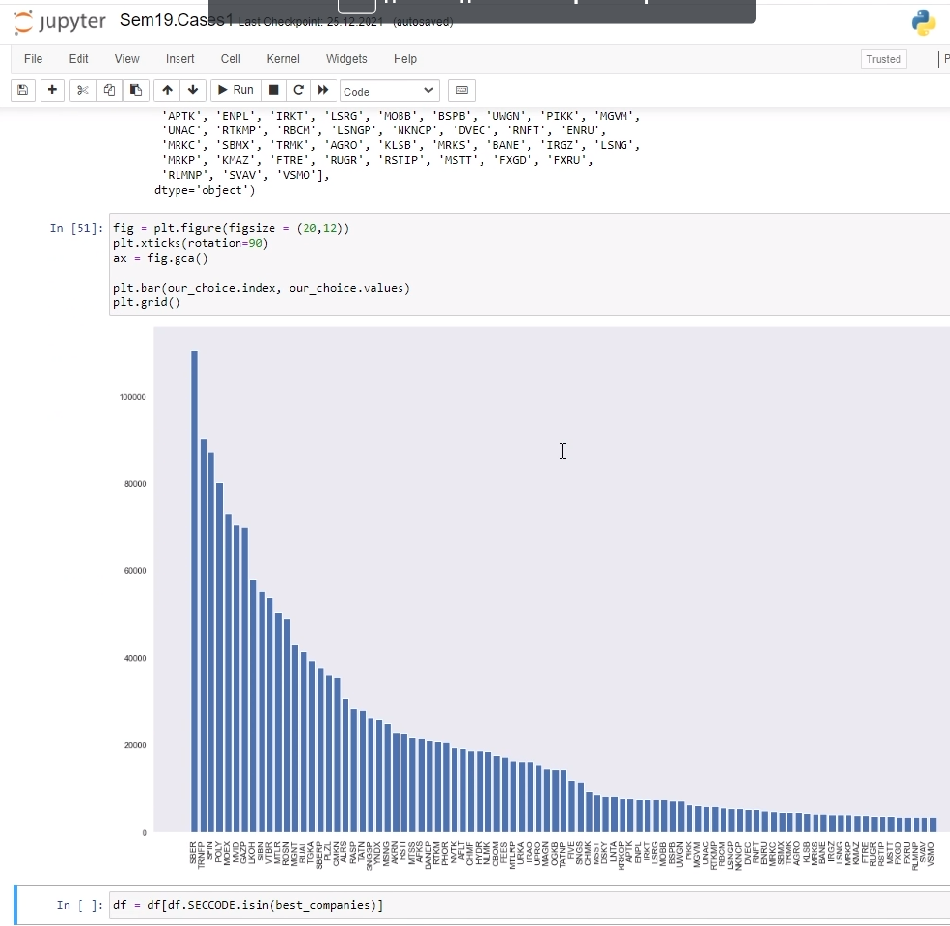 jupyter Sem19.Cases1 Last Checkpoint: 25.12.2021 (autosaved)
File Edit View Insert Cell Kernel Widgets Help Trusted
Run Code
'APTK', 'ENPL', 'IRKT', 'LSRG', 'MOBB', 'BSPB', 'UWGN', 'PIKK', 'MGVM',
'UNAC', 'RTKMP', 'RBCM', 'LSNGP', 'NKNCP', 'DVEC', 'RNFT', 'ENRU',
'MRKC', 'SBMX', 'TRMK', 'AGRO', 'KLSB', 'MRKS', 'BANE', 'IRGZ', 'LSNG',
'MRKP', 'KMAZ', 'FTRE', 'RUGR', 'RSTIP', 'MSTT', 'FXGD', 'FXRU',
'RLMNP', 'SVAV', 'VSMO'],
dtype='object')
In [51]: fig = plt.figure(figsize = (20,12))
plt.xticks(rotation=90)
ax = fig.gca()
plt.bar(our_choice.index, our_choice.values)
plt.grid()
100000
80000
60000
40000
20000
0
SBER TRNFP SPIN POLY MOEX MVID GAZP LKOH SIBN VTBR MTLR ROSN MGNT RUAL TGKA SBERP PLZL GMKN ALRS RASP TATN SNGSP YNDX MSNG AKRN RSTI MTSS AFKS BANEP RTKM PHOR NVTK AFLT CHMF HYDR NLMK CBOM FEES MTLRP URKA IRAO UPRO MAGN OGKB TATNP FIVE SNGS CHMK DSKY LNTA KRKOP APTK ENPL IRKT LSRG MOBB BSPB UWGN PIKK MGVM UNAC RTKMP RBCM LSNGP NKNCP DVEC RNFT ENRU MRKC SBMX TRMK AGRO KLSB MRKS BANE IRGZ LSNG MRKP KMAZ FTRE RUGR RSTIP MSTT FXGD FXRU RLMNP SVAV VSMO
In [ ]: df = df[df.SECCODE.isin(best_companies)]